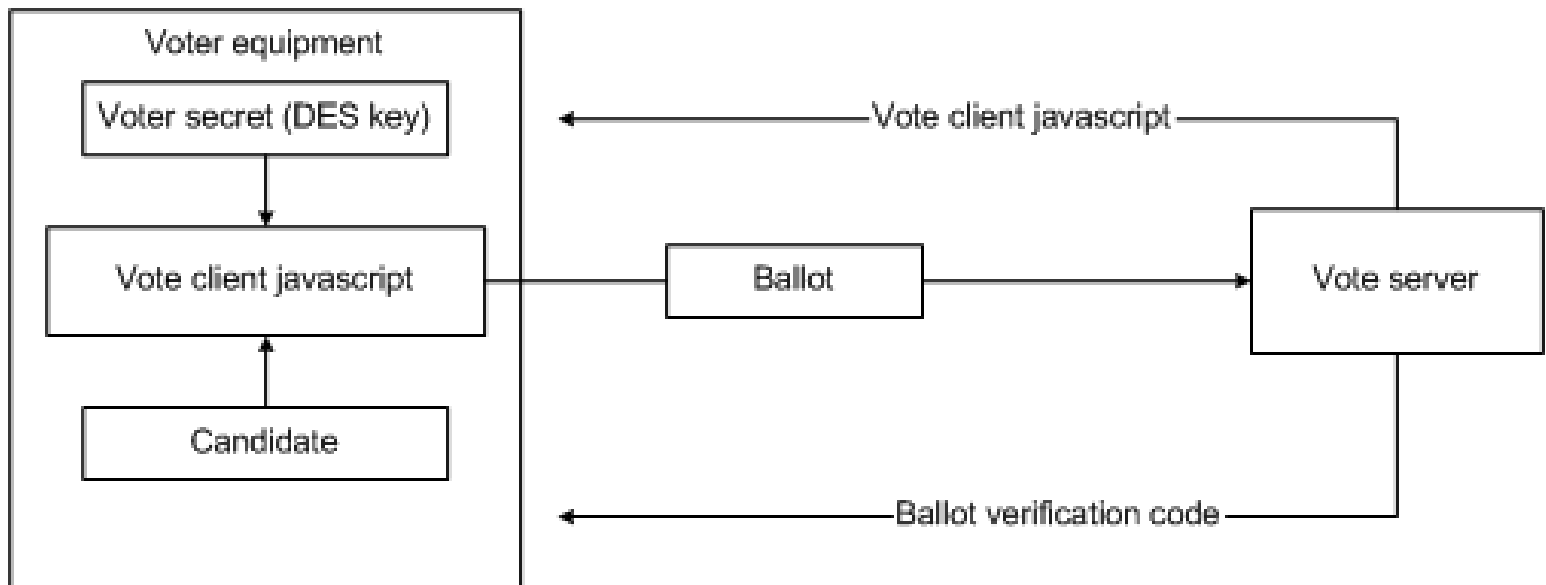 Voter equipment
Voter secret (DES key)
Vote client javascript
Vote client javascript
Ballot
Vote server
Candidate
Ballot verification code